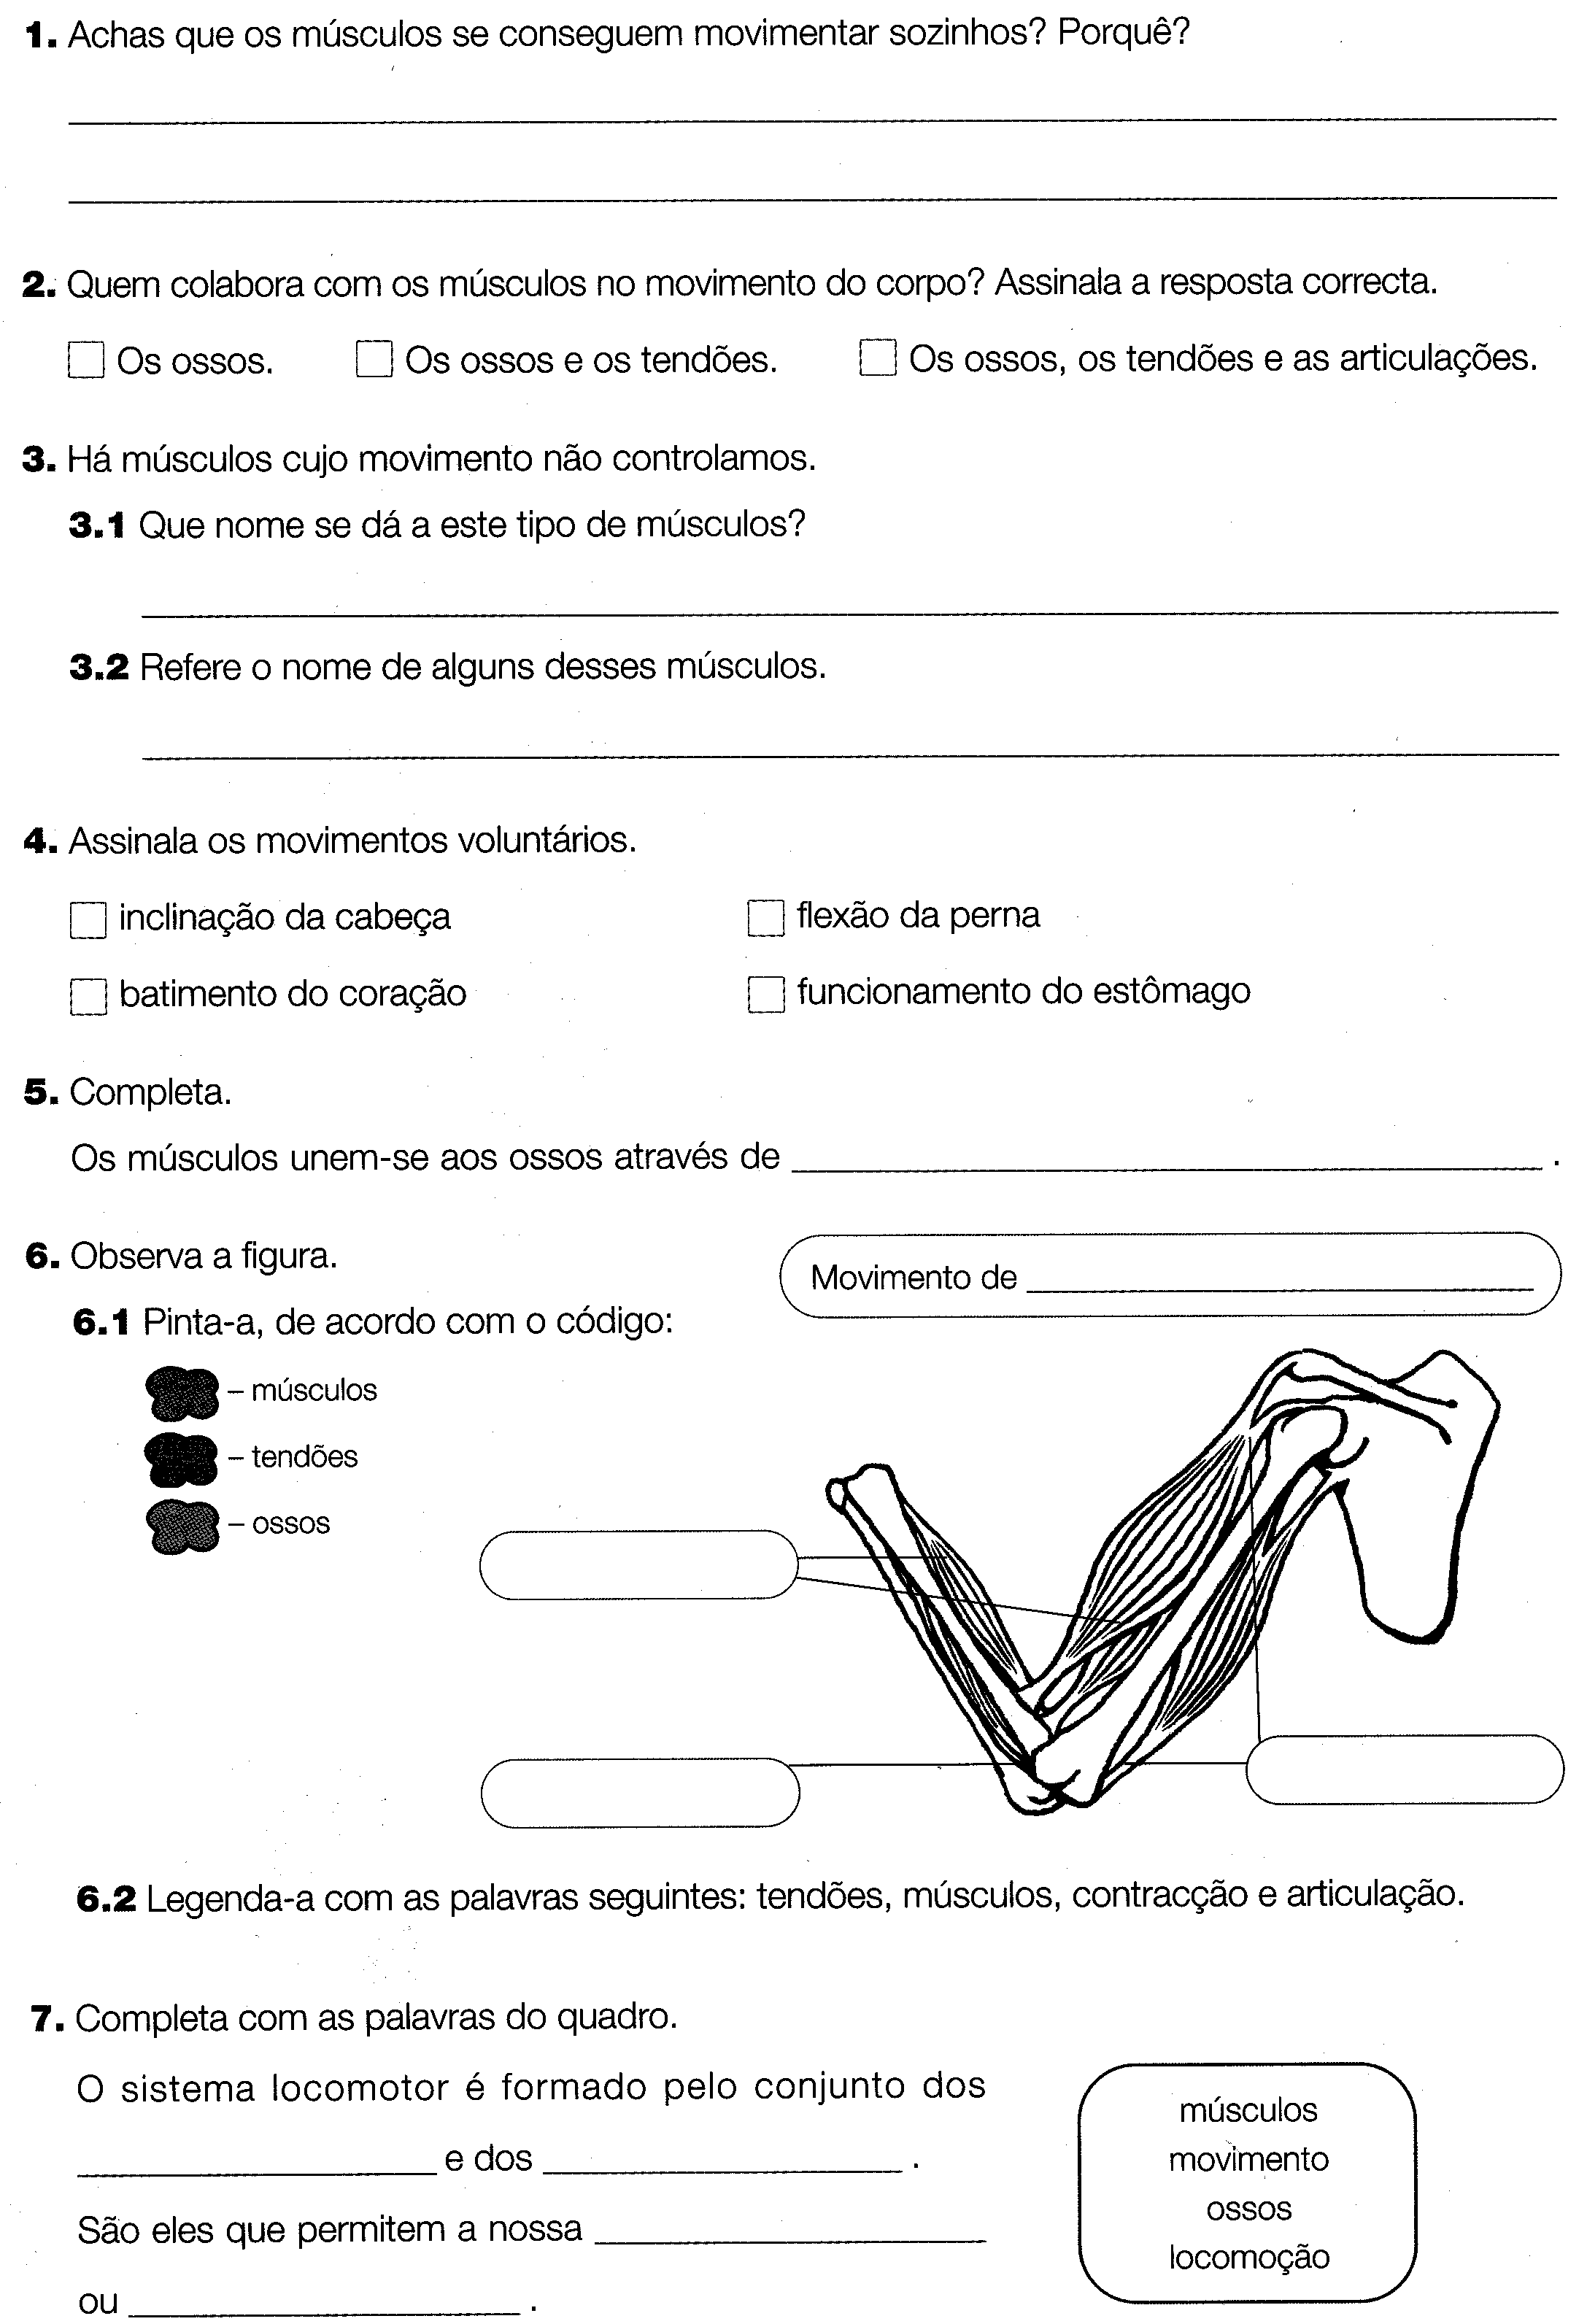 1. Achas que os músculos se conseguem movimentar sozinhos? Porquê?
2. Quem colabora com os músculos no movimento do corpo? Assinala a resposta correcta.
Os ossos. Os ossos e os tendões. Os ossos, os tendões e as articulações.
3. Há músculos cujo movimento não controlamos.
3.1 Que nome se dá a este tipo de músculos?
3.2 Refere o nome de alguns desses músculos.
4. Assinala os movimentos voluntários.
inclinação da cabeça flexão da perna
batimento do coração funcionamento do estômago
5. Completa.
Os músculos unem-se aos ossos através de ____________ .
6. Observa a figura.
Movimento de ____________
6.1 Pinta-a, de acordo com o código:
– músculos
– tendões
– ossos
6.2 Legenda-a com as palavras seguintes: tendões, músculos, contracção e articulação.
7. Completa com as palavras do quadro.
O sistema locomotor é formado pelo conjunto dos
____________ e dos ____________ .
São eles que permitem a nossa ____________
ou ____________ .
músculos
movimento
ossos
locomoção